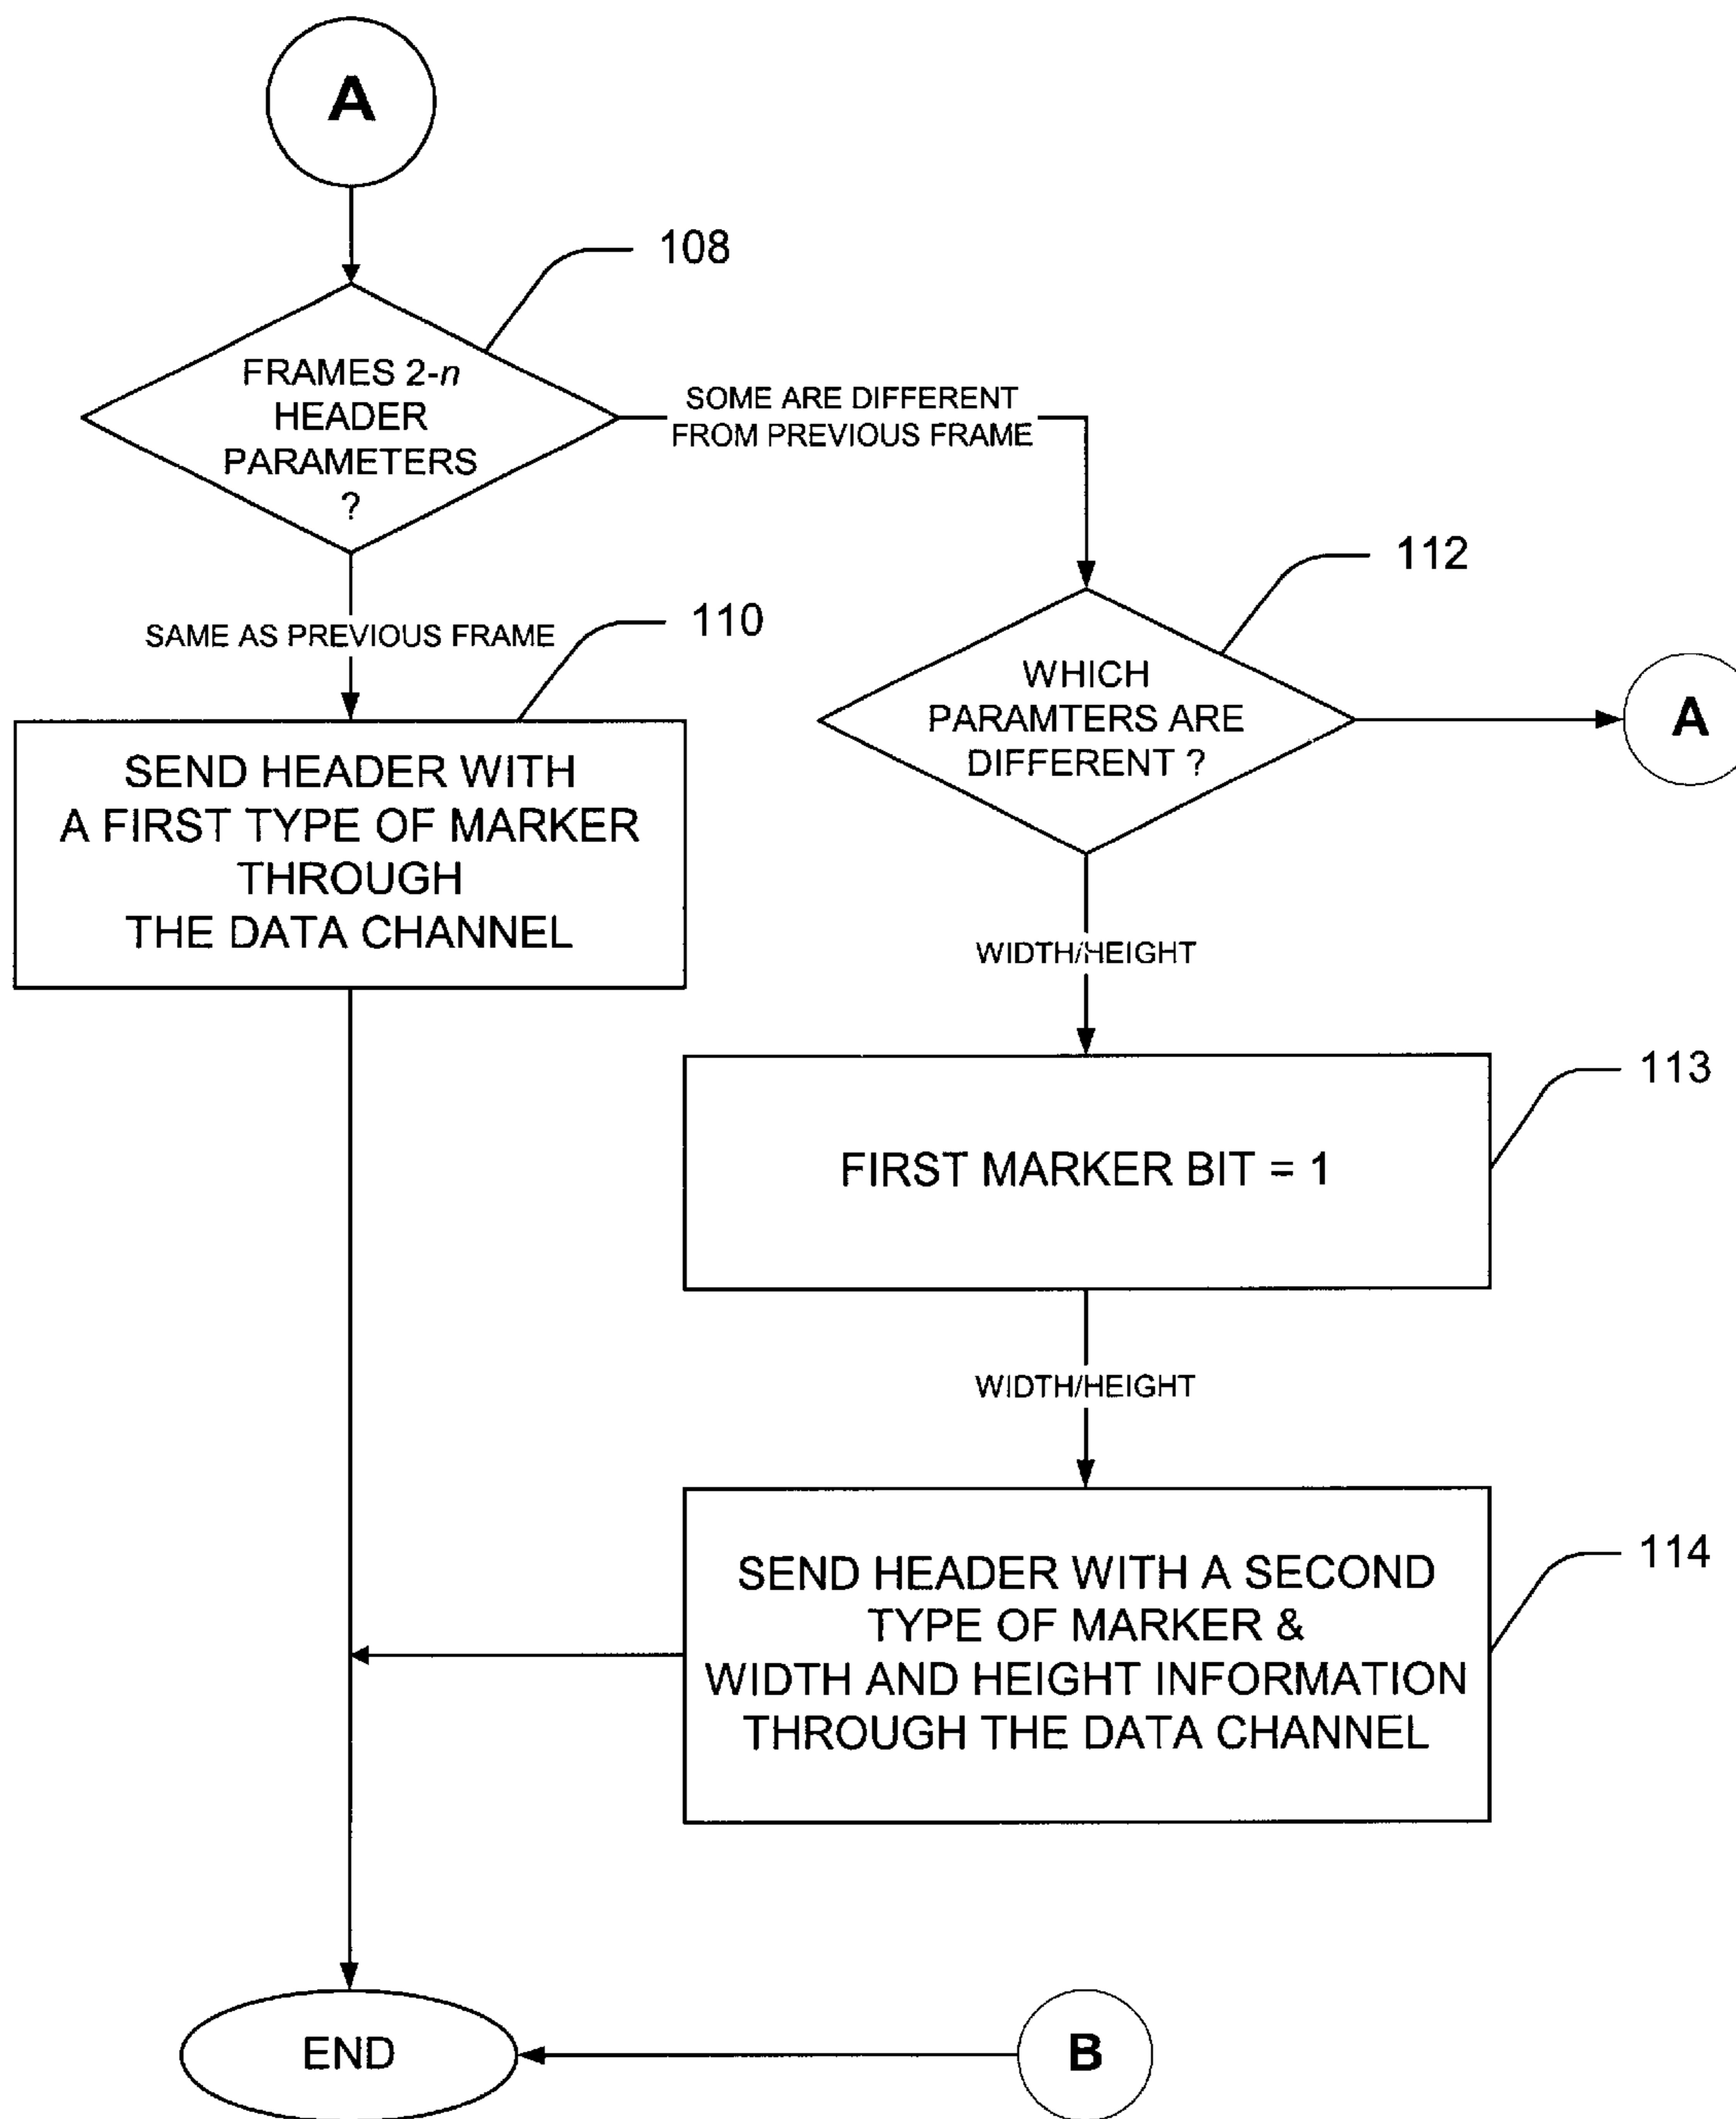 A
108
FRAMES 2-n
HEADER
PARAMETERS
?
SOME ARE DIFFERENT
FROM PREVIOUS FRAME
SAME AS PREVIOUS FRAME
110
SEND HEADER WITH
A FIRST TYPE OF MARKER
THROUGH
THE DATA CHANNEL
112
WHICH
PARAMTERS ARE
DIFFERENT ?
A
WIDTH/HEIGHT
113
FIRST MARKER BIT = 1
WIDTH/HEIGHT
114
SEND HEADER WITH A SECOND
TYPE OF MARKER &
WIDTH AND HEIGHT INFORMATION
THROUGH THE DATA CHANNEL
END
B